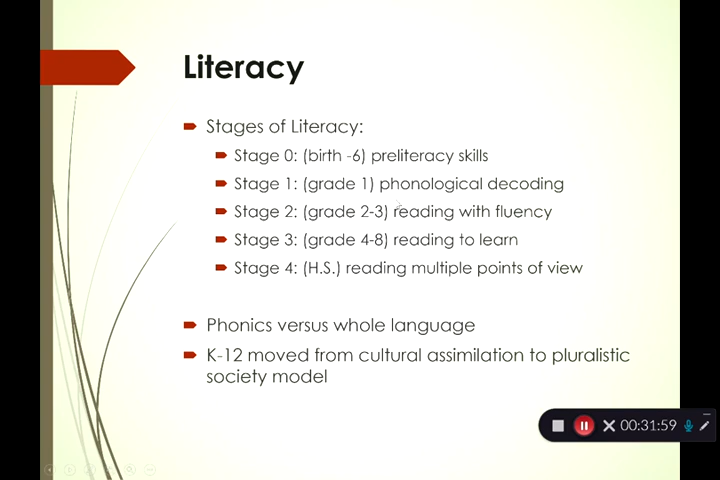 Literacy
Stages of Literacy:
Stage 0: (birth -6) preliteracy skills
Stage 1: (grade 1) phonological decoding
Stage 2: (grade 2-3) reading with fluency
Stage 3: (grade 4-8) reading to learn
Stage 4: (H.S.) reading multiple points of view
Phonics versus whole language
K-12 moved from cultural assimilation to pluralistic
society model
00:31:59